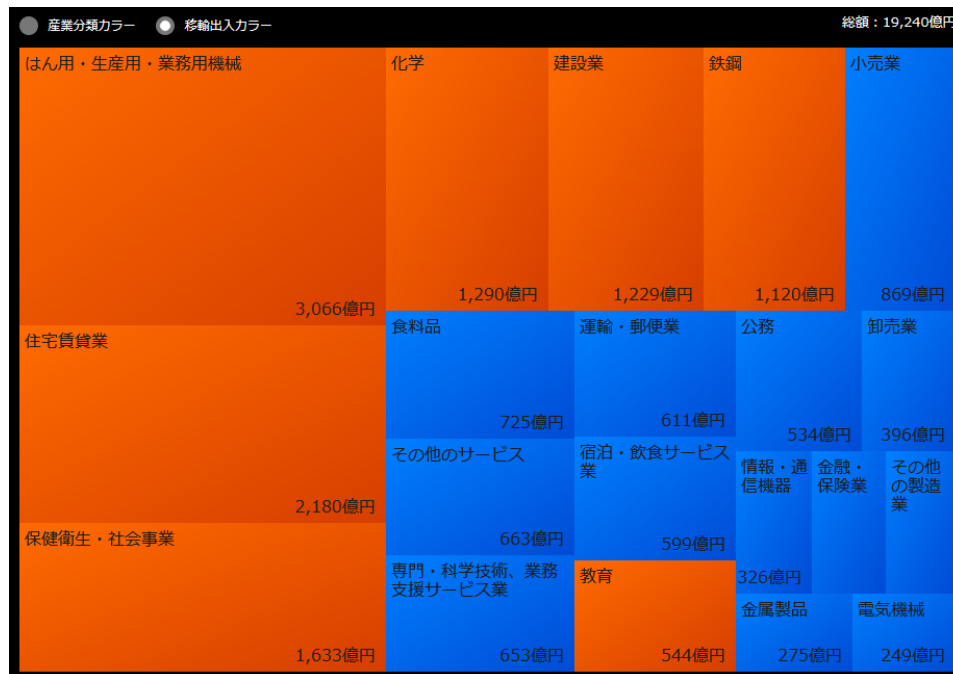 産業分類カラー 移輸出入カラー 総額：19,240億円
はん用・生産用・業務用機械
3,066億円
住宅賃貸業
2,180億円
保健衛生・社会事業
1,633億円
化学
1,290億円
建設業
1,229億円
鉄鋼
1,120億円
小売業
869億円
食料品
725億円
運輸・郵便業
611億円
公務
534億円
卸売業
396億円
その他のサービス
663億円
宿泊・飲食サービス
業
599億円
情報・通
信機器
326億円
金融・
保険業
その他
の製造
業
専門・科学技術、業務
支援サービス業
653億円
教育
544億円
金属製品
275億円
電気機械
249億円